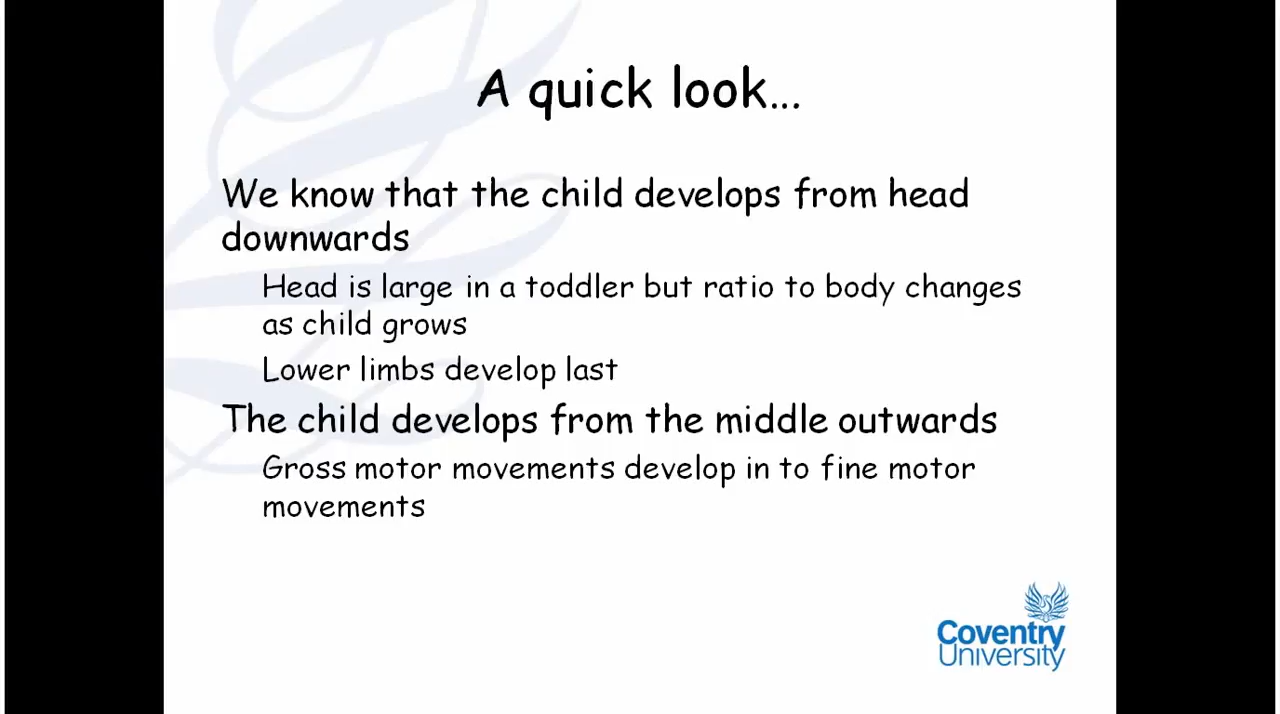 A quick look...
We know that the child develops from head
downwards
Head is large in a toddler but ratio to body changes
as child grows
Lower limbs develop last
The child develops from the middle outwards
Gross motor movements develop in to fine motor
movements
Coventry
University